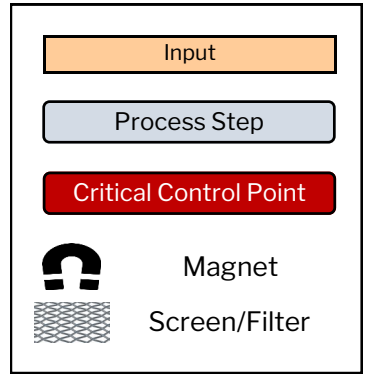 Input
Process Step
Critical Control Point
Magnet
Screen/Filter